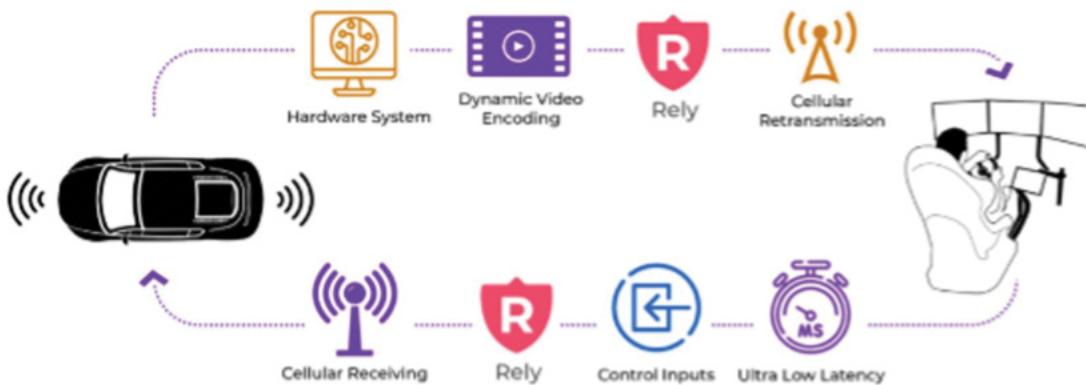 R
Hardware System
Dynamic Video
Encoding
Rely
Cellular
Retransmission
R
MS
Cellular Receiving
Rely
Control Inputs
Ultra Low Latency